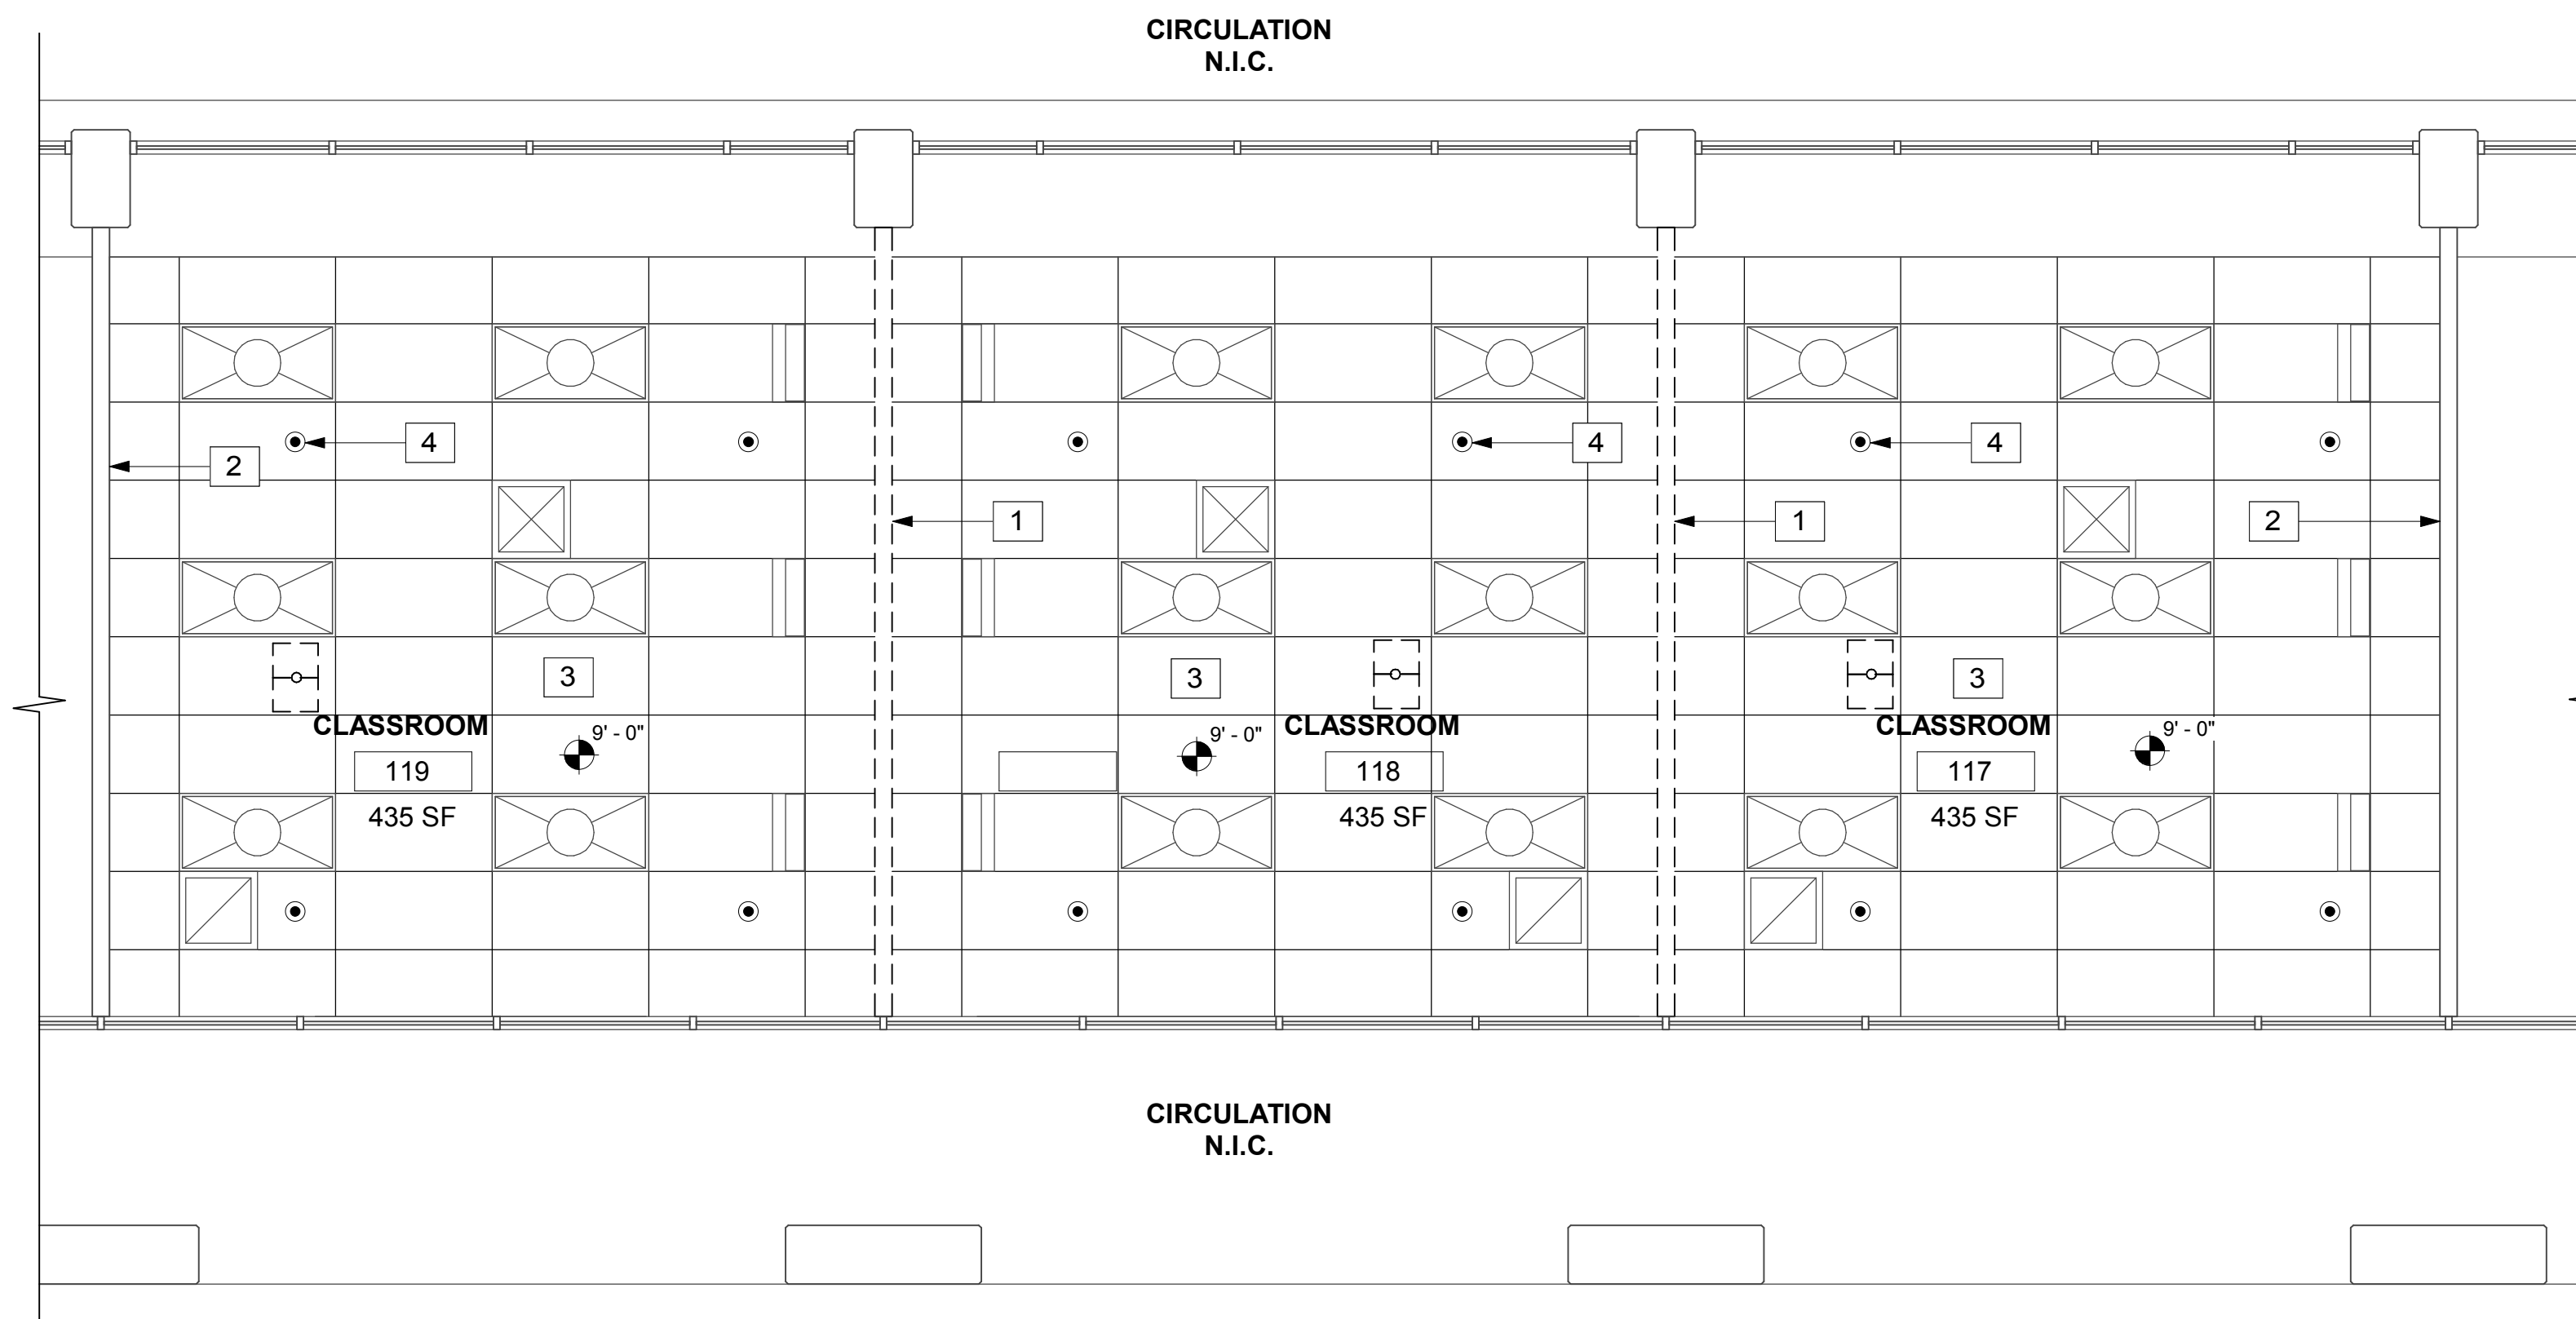 CIRCULATION
N.I.C.
4
4
4
2
1
1
2
3
3
3
CLASSROOM
9' - 0"
9' - 0"
CLASSROOM
CLASSROOM
9' - 0"
119
118
117
435 SF
435 SF
435 SF
CIRCULATION
N.I.C.